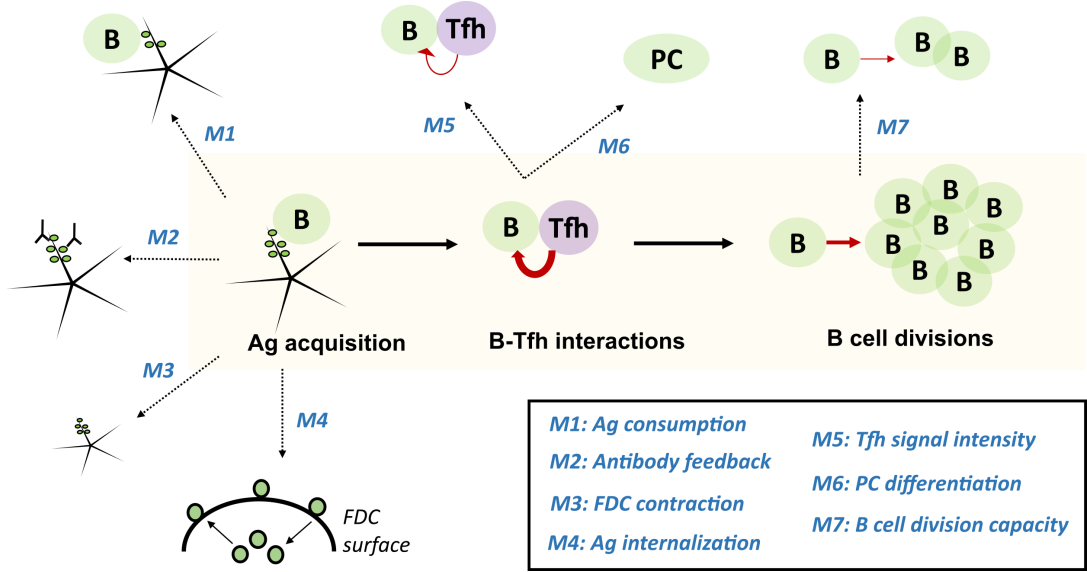 B
B Tfh
PC
B
B
B
M1
M5
M6
M7
M2
B
B Tfh
B
B
B
B
B
B
B
B
B
Ag acquisition
B-Tfh interactions
B cell divisions
M3
M4
FDC
surface
M1: Ag consumption
M2: Antibody feedback
M3: FDC contraction
M4: Ag internalization
M5: Tfh signal intensity
M6: PC differentiation
M7: B cell division capacity